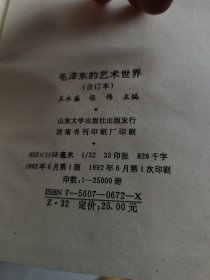 毛泽东的艺术世界
（合订本）
王永盛 张伟 主编
山东大学出版社出版发行
济南书刊印刷厂印刷
850×1168毫米 1/32 33印张 828千字
1992年6月第1版 1992年6月第1次印刷
印数：1—25000册
ISBN 7—5607—0672—X
Z·32 定价：25.00元